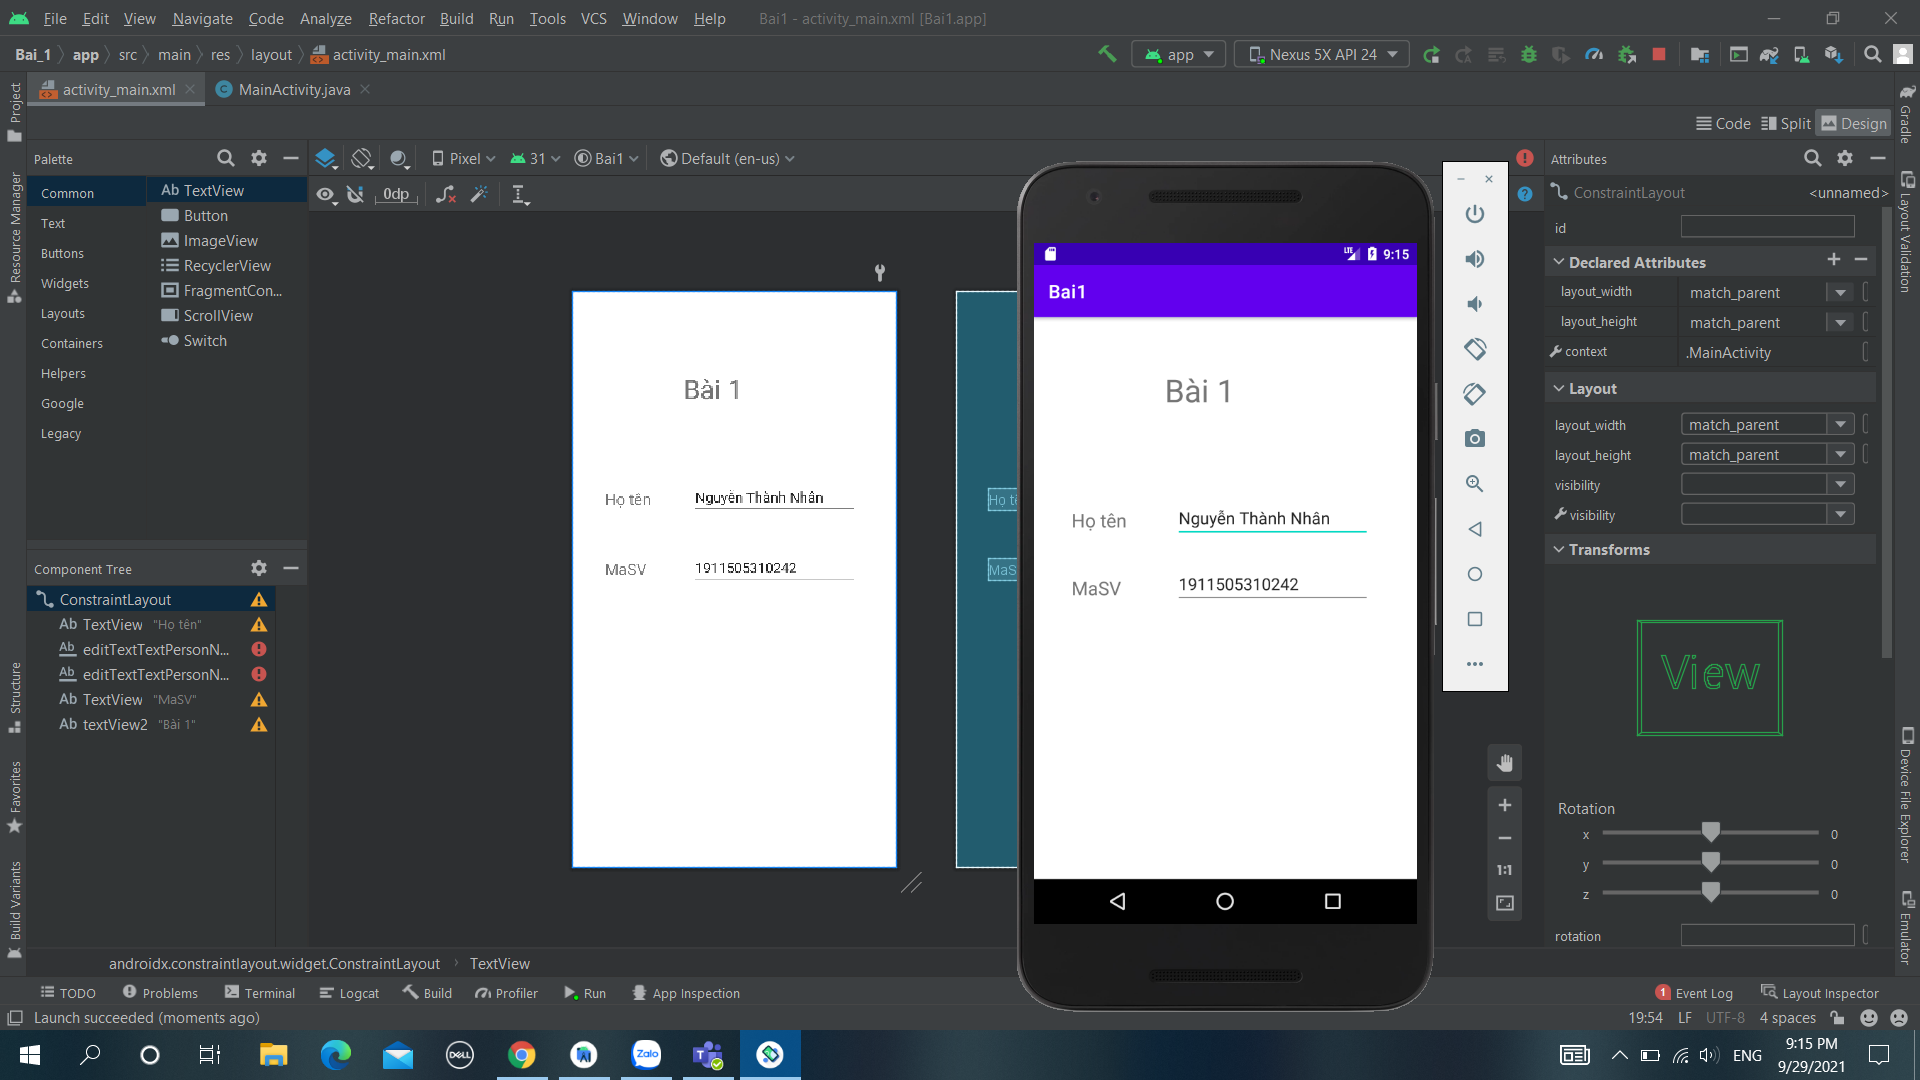 File Edit View Navigate Code Analyze Refactor Build Run Tools VCS Window Help Bai1 - activity_main.xml [Bai1.app]
Bai_1 app src main res layout activity_main.xml app Nexus 5X API 24
activity_main.xml MainActivity.java
Code Split Design
Project
Resource Manager
Structure
Favorites
Build Variants
Palette
Common
Text
Buttons
Widgets
Layouts
Containers
Helpers
Google
Legacy
Ab TextView
Button
ImageView
RecyclerView
FragmentCon...
ScrollView
Switch
Pixel 31 Bai1 Default (en-us)
0dp
Component Tree
ConstraintLayout
Ab TextView "Họ tên"
Ab editTextTextPersonN...
Ab editTextTextPersonN...
Ab TextView "MaSV"
Ab textView2 "Bài 1"
Bài 1
Họ tên Nguyễn Thành Nhân
MaSV 1911505310242
Họ tê
MaS
LTE 9:15
Bai1
Bài 1
Họ tên Nguyễn Thành Nhân
MaSV 1911505310242
1:1
Attributes
ConstraintLayout <unnamed>
id
Declared Attributes
layout_width match_parent
layout_height match_parent
context .MainActivity
Layout
layout_width match_parent
layout_height match_parent
visibility
visibility
Transforms
View
Rotation
x 0
y 0
z 0
rotation
Gradle
Layout Validation
Device File Explorer
Emulator
androidx.constraintlayout.widget.ConstraintLayout TextView
TODO Problems Terminal Logcat Build Profiler Run App Inspection 1 Event Log Layout Inspector
Launch succeeded (moments ago) 19:54 LF UTF-8 4 spaces
DELL Zalo ENG 9:15 PM
9/29/2021